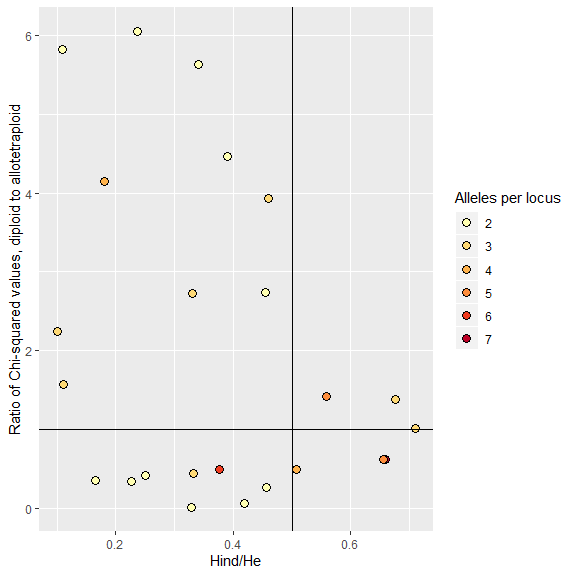 Ratio of Chi-squared values, diploid to allotetraploid
6
4
2
0
0.2 0.4 0.6
Hind/He
Alleles per locus
2
3
4
5
6
7